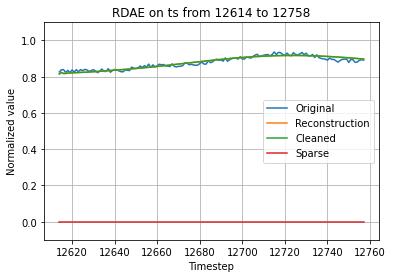 RDAE on ts from 12614 to 12758
Normalized value
1.0
0.8
0.6
0.4
0.2
0.0
Original
Reconstruction
Cleaned
Sparse
12620 12640 12660 12680 12700 12720 12740 12760
Timestep